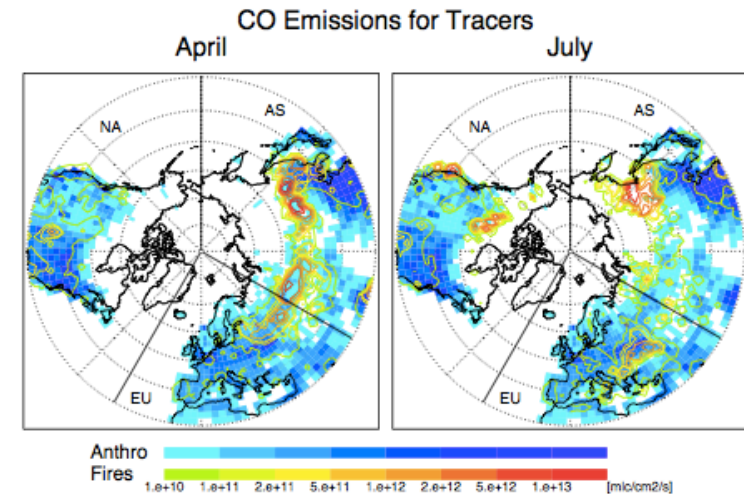 CO Emissions for Tracers
April
July
NA
AS
EU
NA
AS
EU
Anthro
Fires
1.e+10 1.e+11 2.e+11 5.e+11 1.e+12 2.e+12 5.e+12 1.e+13 [mlc/cm2/s]